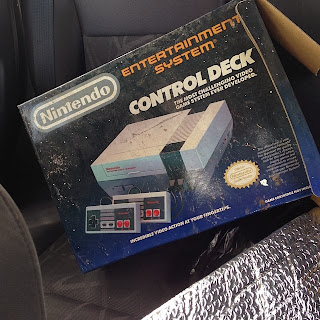 Nintendo
ENTERTAINMENT
SYSTEM
CONTROL DECK
THE MOST CHALLENGING VIDEO
GAME SYSTEM EVER DEVELOPED.
INCREDIBLE VIDEO ACTION AT YOUR FINGERTIPS.